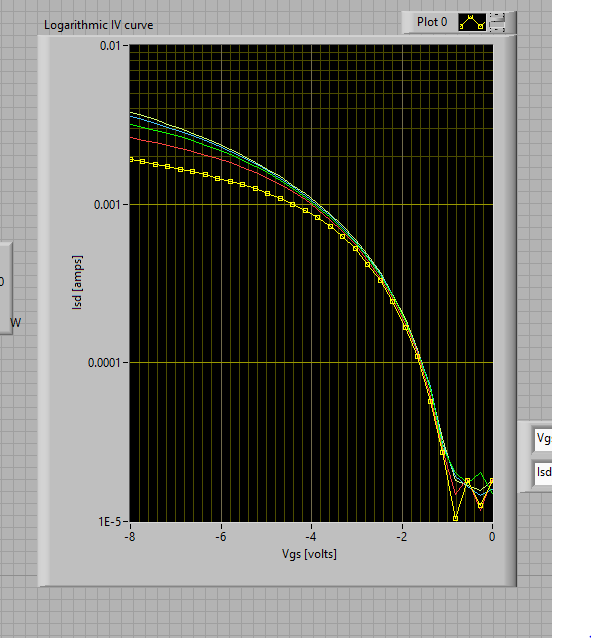 Logarithmic IV curve
Plot 0
0.01
0.001
0.0001
1E-5
Isd [amps]
-8 -6 -4 -2 0
Vgs [volts]
0
W
Vg
Isd